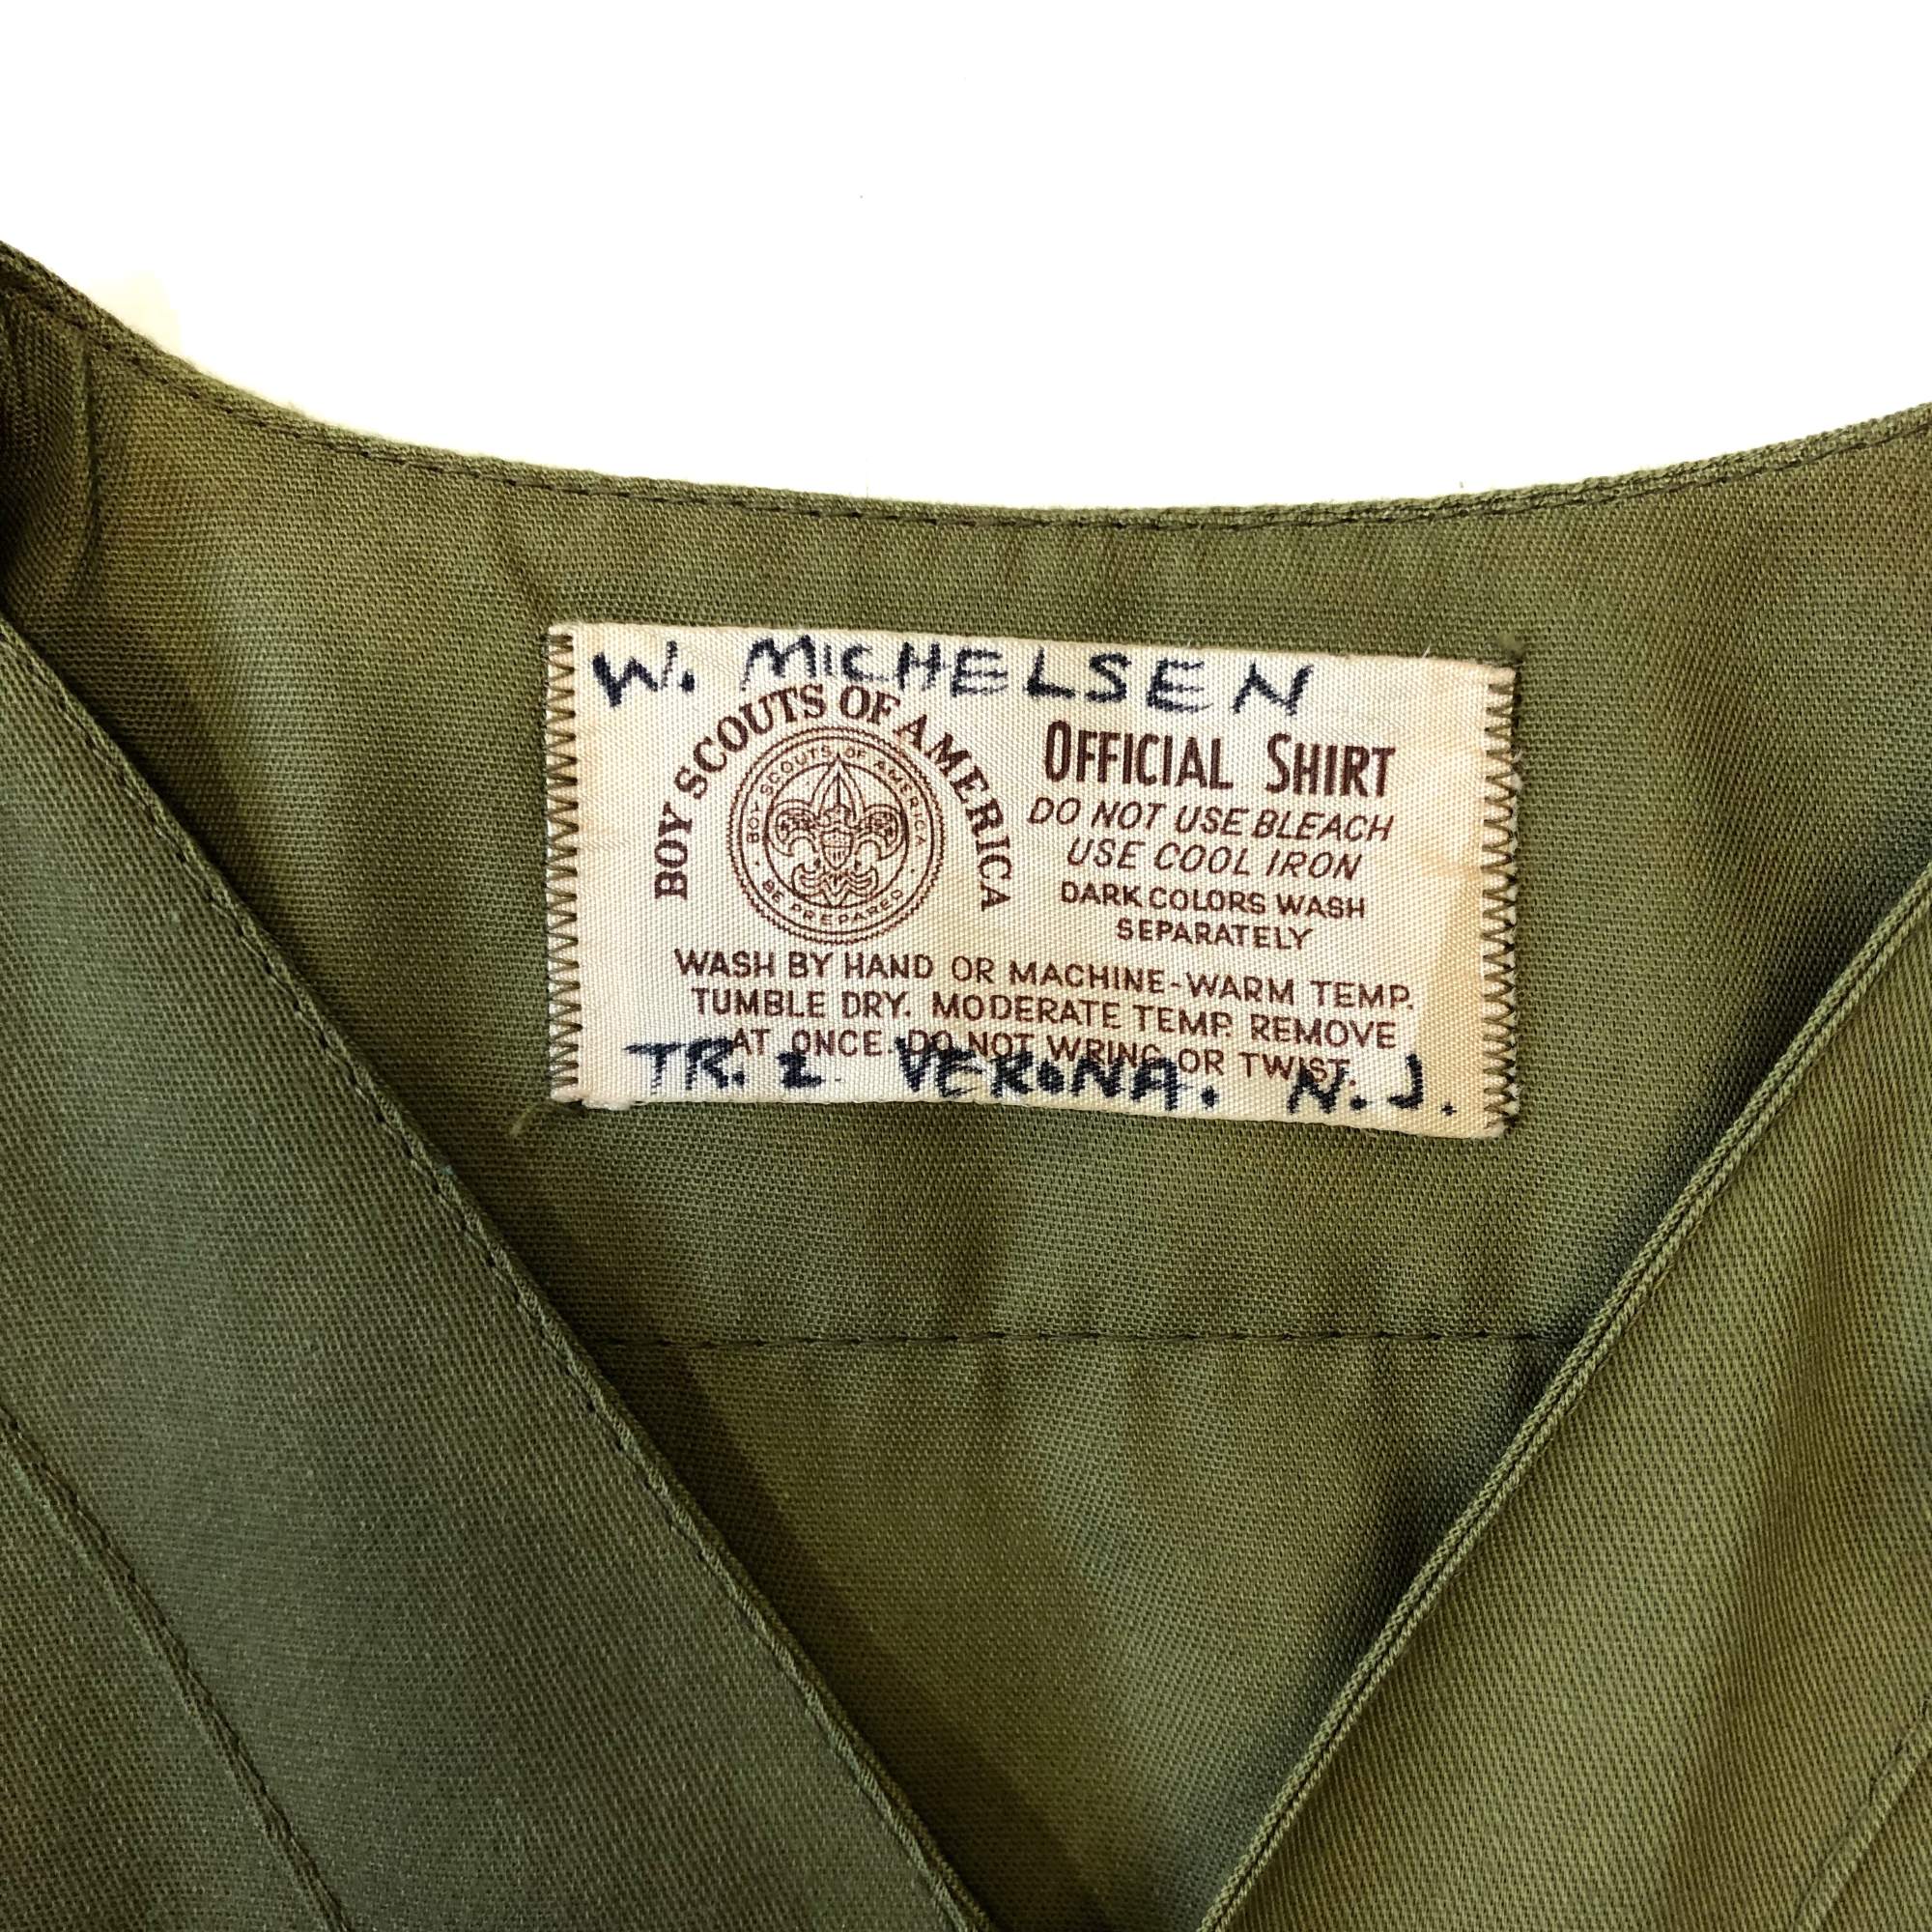 W. MICHELSEN
BOY SCOUTS OF AMERICA
BOY SCOUTS OF AMERICA
BE PREPARED
OFFICIAL SHIRT
DO NOT USE BLEACH
USE COOL IRON
DARK COLORS WASH
SEPARATELY
WASH BY HAND OR MACHINE-WARM TEMP.
TUMBLE DRY. MODERATE TEMP. REMOVE
AT ONCE. DO NOT WRING OR TWIST.
TR. 2 VERONA. N.J.